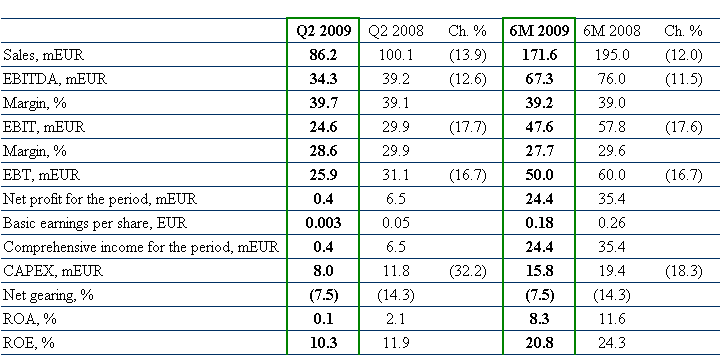 Q2 2009 Q2 2008 Ch. % 6M 2009 6M 2008 Ch. %
Sales, mEUR 86.2 100.1 (13.9) 171.6 195.0 (12.0)
EBITDA, mEUR 34.3 39.2 (12.6) 67.3 76.0 (11.5)
Margin, % 39.7 39.1 39.2 39.0
EBIT, mEUR 24.6 29.9 (17.7) 47.6 57.8 (17.6)
Margin, % 28.6 29.9 27.7 29.6
EBT, mEUR 25.9 31.1 (16.7) 50.0 60.0 (16.7)
Net profit for the period, mEUR 0.4 6.5 24.4 35.4
Basic earnings per share, EUR 0.003 0.05 0.18 0.26
Comprehensive income for the period, mEUR 0.4 6.5 24.4 35.4
CAPEX, mEUR 8.0 11.8 (32.2) 15.8 19.4 (18.3)
Net gearing, % (7.5) (14.3) (7.5) (14.3)
ROA, % 0.1 2.1 8.3 11.6
ROE, % 10.3 11.9 20.8 24.3